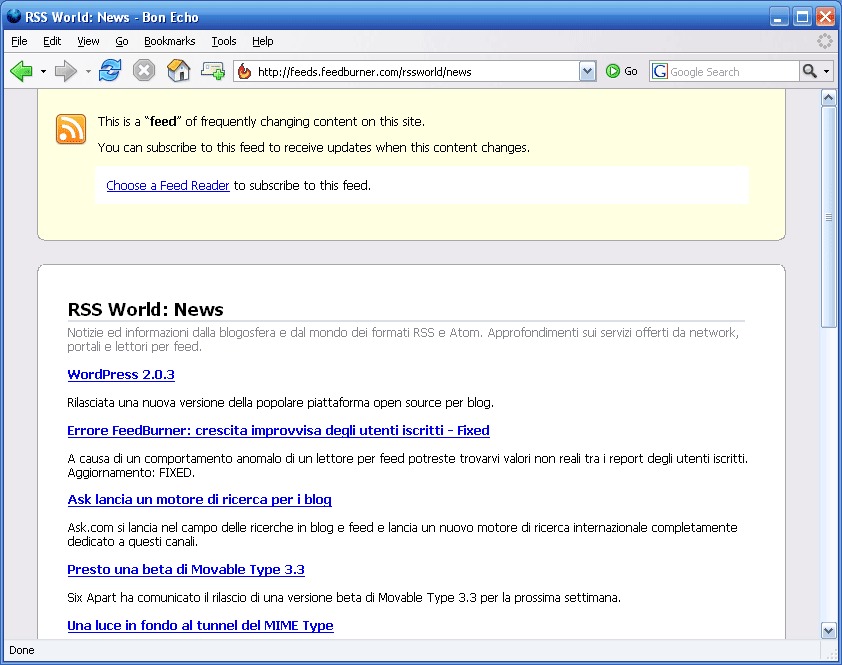 RSS World: News - Bon Echo
File Edit View Go Bookmarks Tools Help
http://feeds.feedburner.com/rssworld/news Go G Google Search
This is a “feed” of frequently changing content on this site.
You can subscribe to this feed to receive updates when this content changes.
Choose a Feed Reader to subscribe to this feed.
RSS World: News
Notizie ed informazioni dalla blogosfera e dal mondo dei formati RSS e Atom. Approfondimenti sui servizi offerti da network,
portali e lettori per feed.
WordPress 2.0.3
Rilasciata una nuova versione della popolare piattaforma open source per blog.
Errore FeedBurner: crescita improvvisa degli utenti iscritti - Fixed
A causa di un comportamento anomalo di un lettore per feed potreste trovarvi valori non reali tra i report degli utenti iscritti.
Aggiornamento: FIXED.
Ask lancia un motore di ricerca per i blog
Ask.com si lancia nel campo delle ricerche in blog e feed e lancia un nuovo motore di ricerca internazionale completamente
dedicato a questi canali.
Presto una beta di Movable Type 3.3
Six Apart ha comunicato il rilascio di una versione beta di Movable Type 3.3 per la prossima settimana.
Una luce in fondo al tunnel del MIME Type
Done